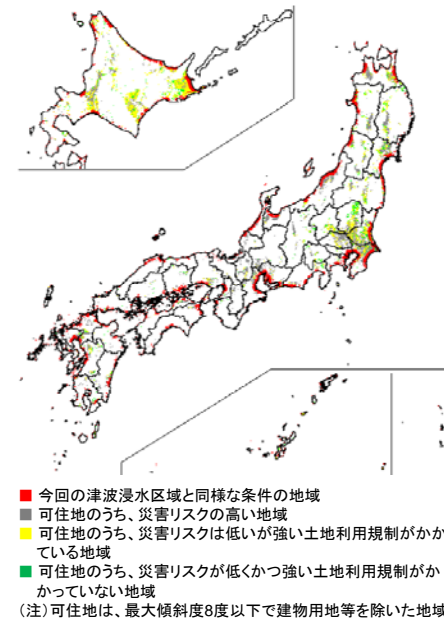 ■ 今回の津波浸水区域と同様な条件の地域
■ 可住地のうち、災害リスクの高い地域
■ 可住地のうち、災害リスクは低いが強い土地利用規制がかか
ている地域
■ 可住地のうち、災害リスクが低くかつ強い土地利用規制がか
かっていない地域
(注)可住地は、最大傾斜度8度以下で建物用地等を除いた地域